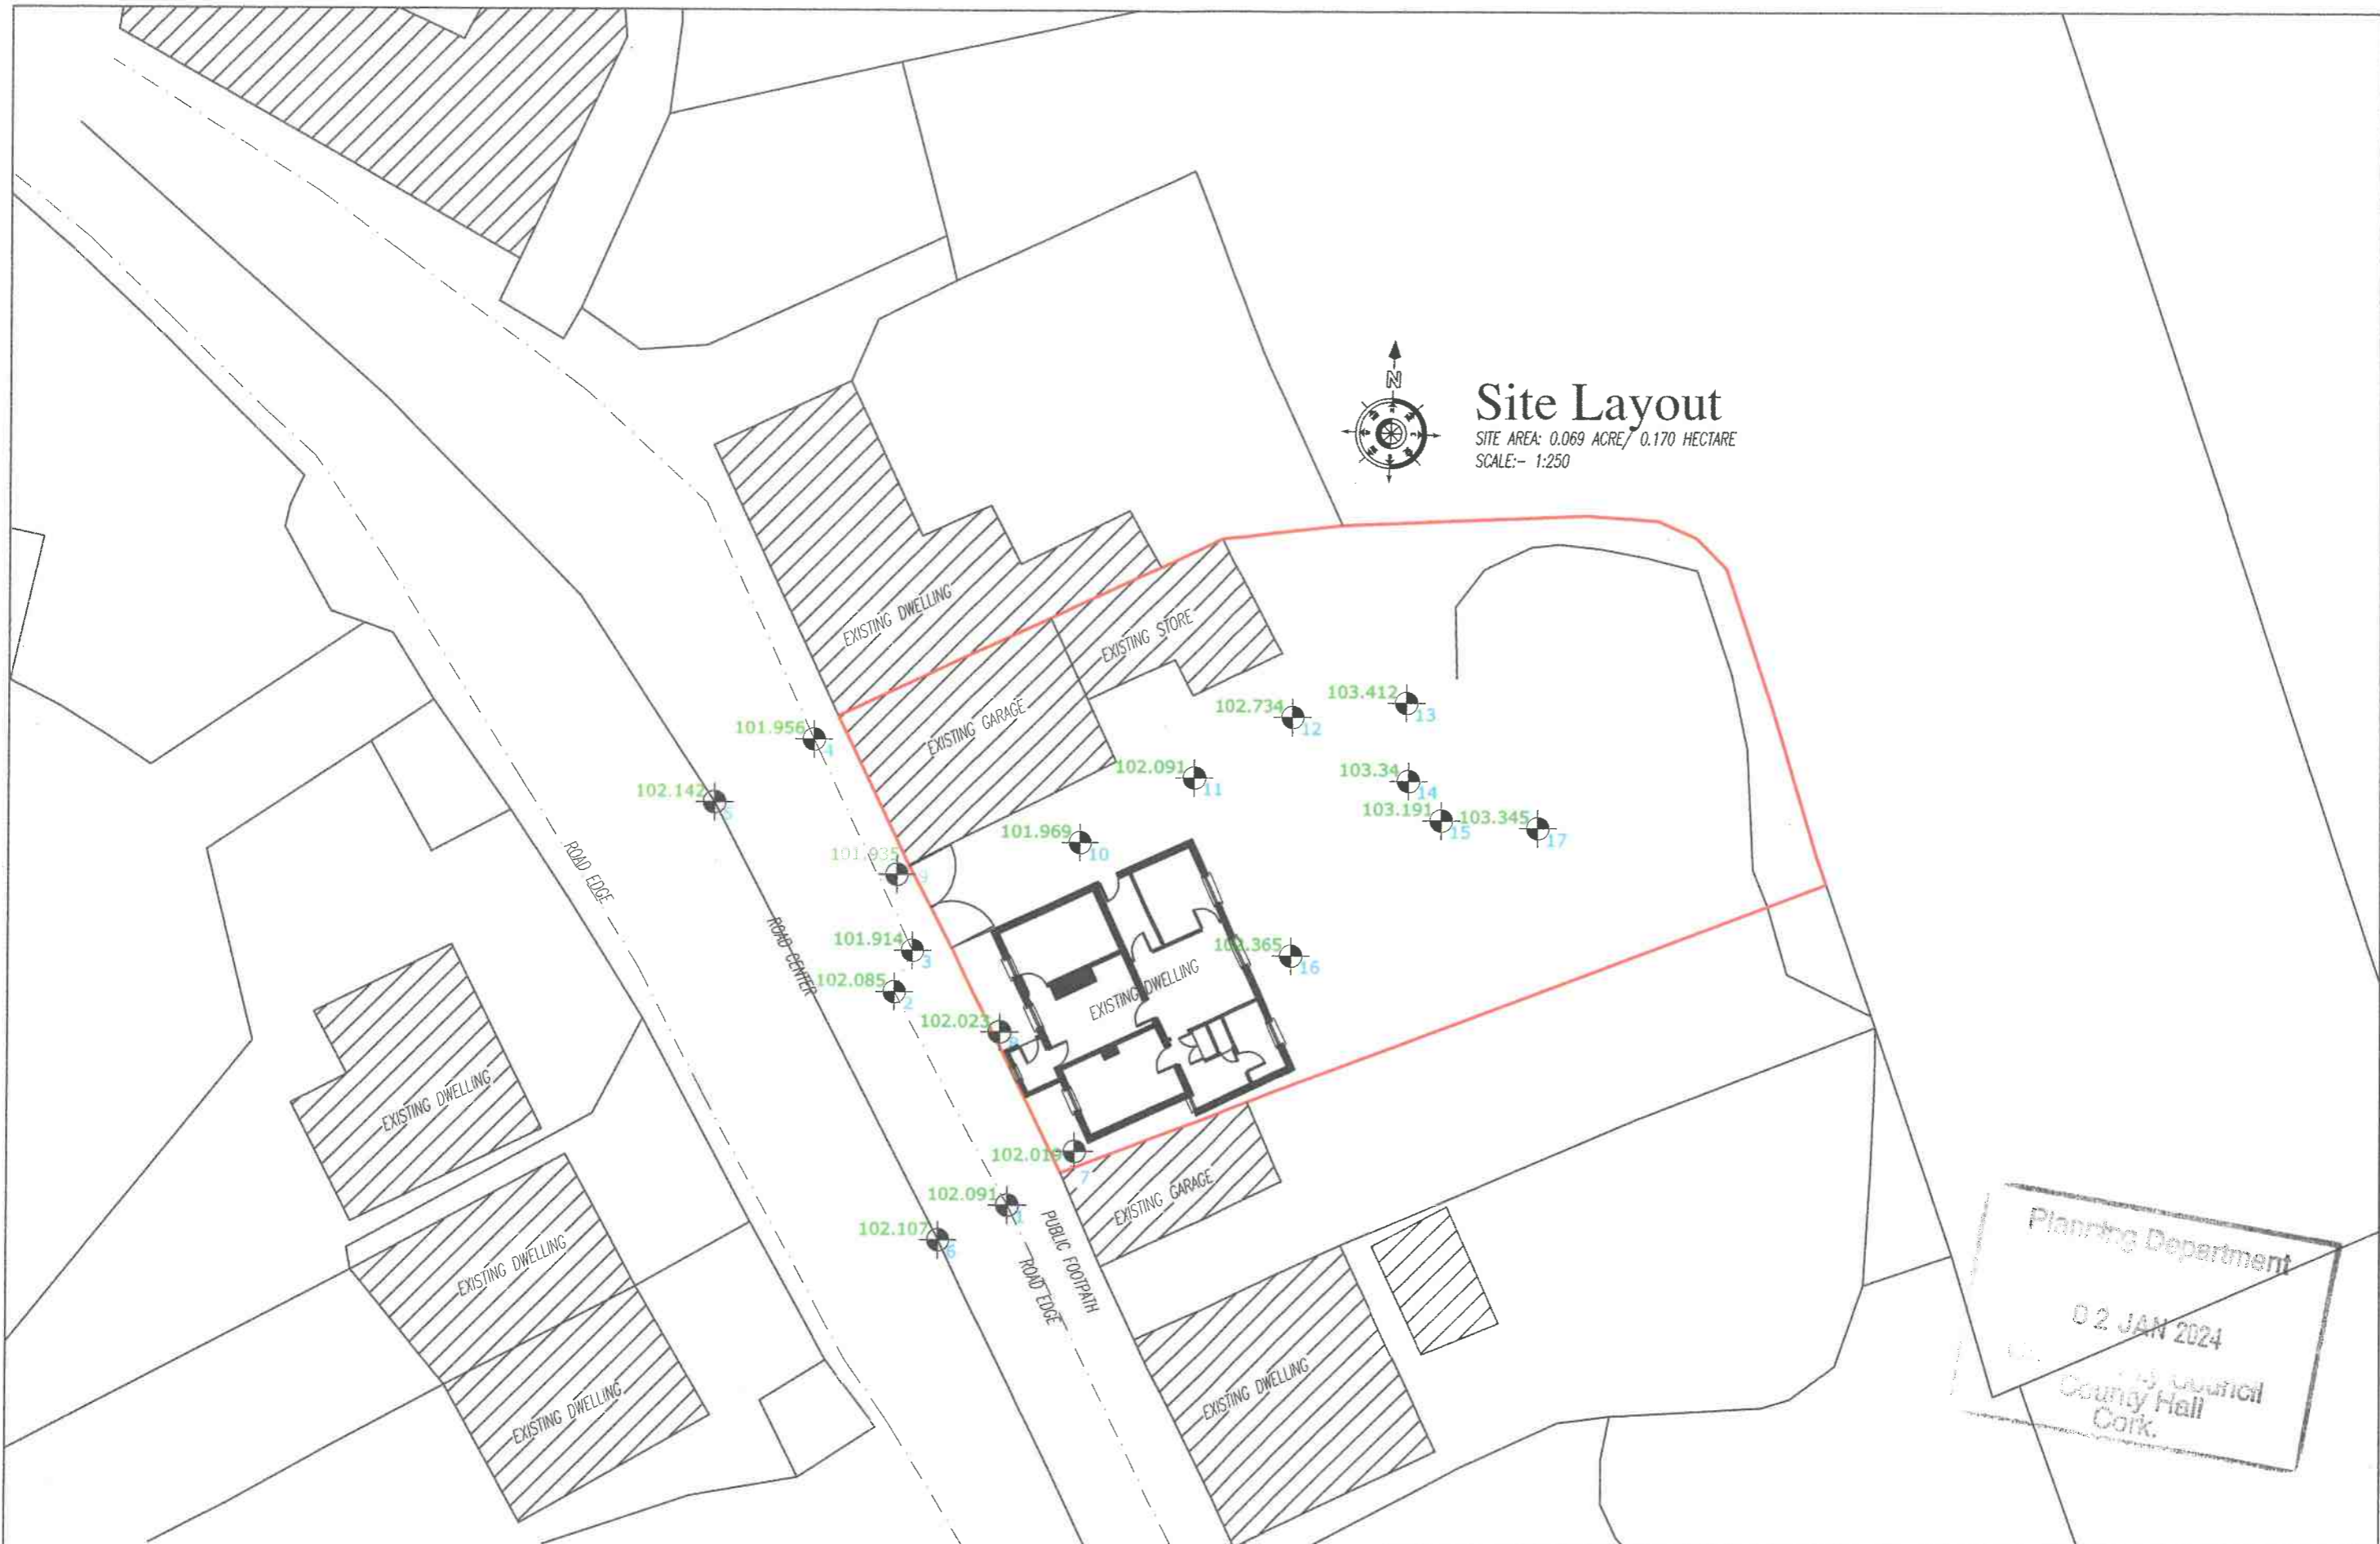 N
Site Layout
SITE AREA: 0.069 ACRE/ 0.170 HECTARE
SCALE:- 1:250
EXISTING DWELLING
EXISTING STORE
EXISTING GARAGE
103.412
13
102.734
12
101.956
4
102.091
11
103.34
14
102.142
5
103.191
15
103.345
17
101.969
10
101.935
9
ROAD EDGE
101.914
3
ROAD CENTER
102.085
2
102.365
16
EXISTING DWELLING
102.023
8
EXISTING DWELLING
102.019
7
102.091
1
EXISTING GARAGE
102.107
6
PUBLIC FOOTPATH
ROAD EDGE
EXISTING DWELLING
EXISTING DWELLING
EXISTING DWELLING
Planning Department
02 JAN 2024
Council
County Hall
Cork.